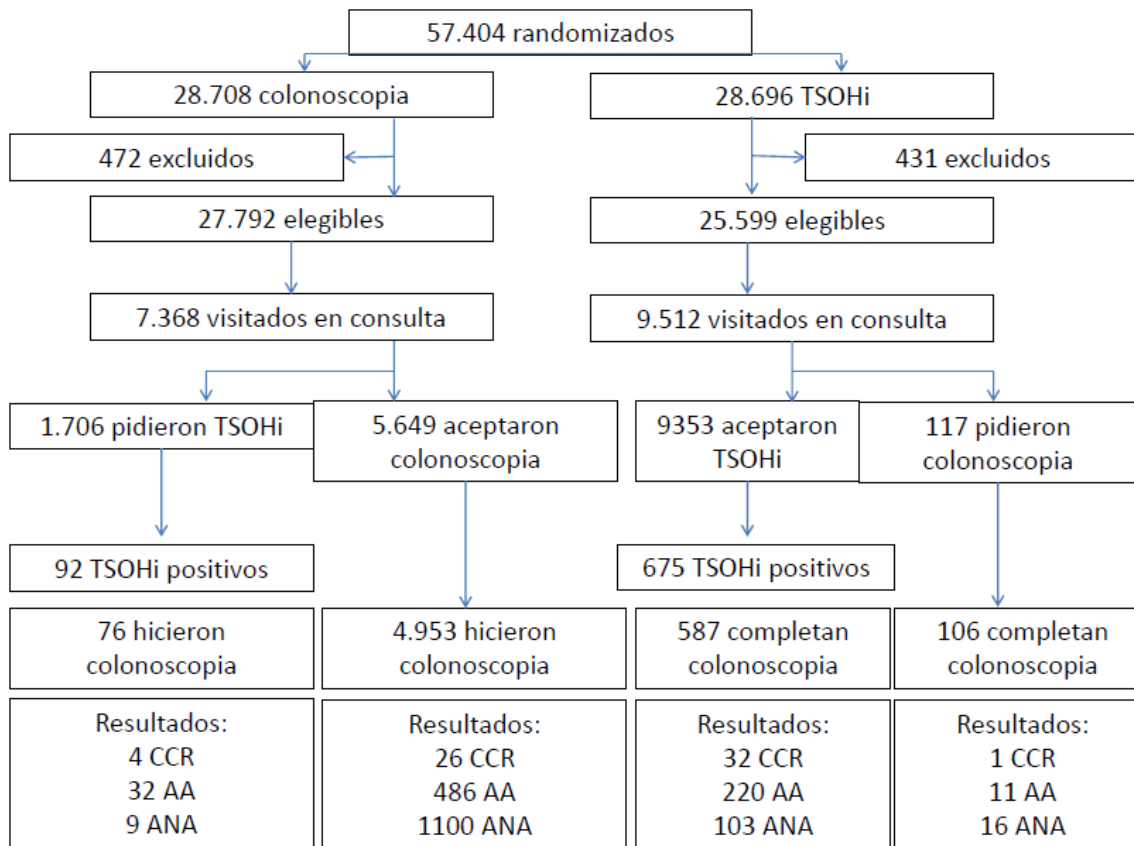 57.404 randomizados
28.708 colonoscopia
28.696 TSOHi
472 excluidos
431 excluidos
27.792 elegibles
25.599 elegibles
7.368 visitados en consulta
9.512 visitados en consulta
1.706 pidieron TSOHi
5.649 aceptaron
colonoscopia
9353 aceptaron
TSOHi
117 pidieron
colonoscopia
92 TSOHi positivos
675 TSOHi positivos
76 hicieron
colonoscopia
4.953 hicieron
colonoscopia
587 completan
colonoscopia
106 completan
colonoscopia
Resultados:
4 CCR
32 AA
9 ANA
Resultados:
26 CCR
486 AA
1100 ANA
Resultados:
32 CCR
220 AA
103 ANA
Resultados:
1 CCR
11 AA
16 ANA